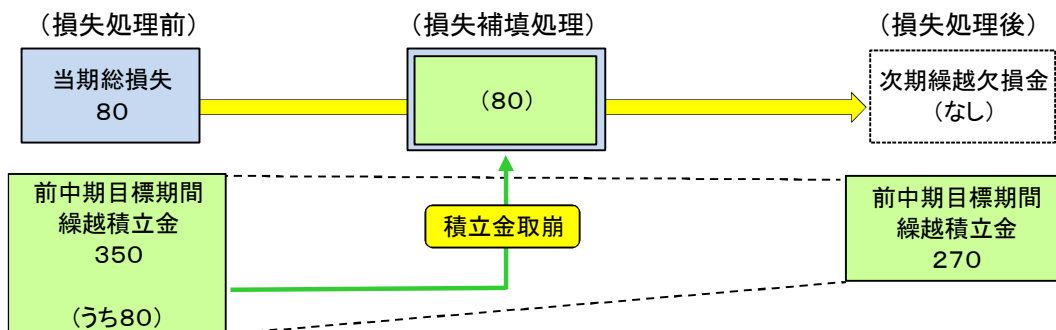 （損失処理前）
（損失補填処理）
（損失処理後）
当期総損失
８０
（８０）
次期繰越欠損金
（なし）
前中期目標期間
繰越積立金
３５０
（うち８０）
積立金取崩
前中期目標期間
繰越積立金
２７０